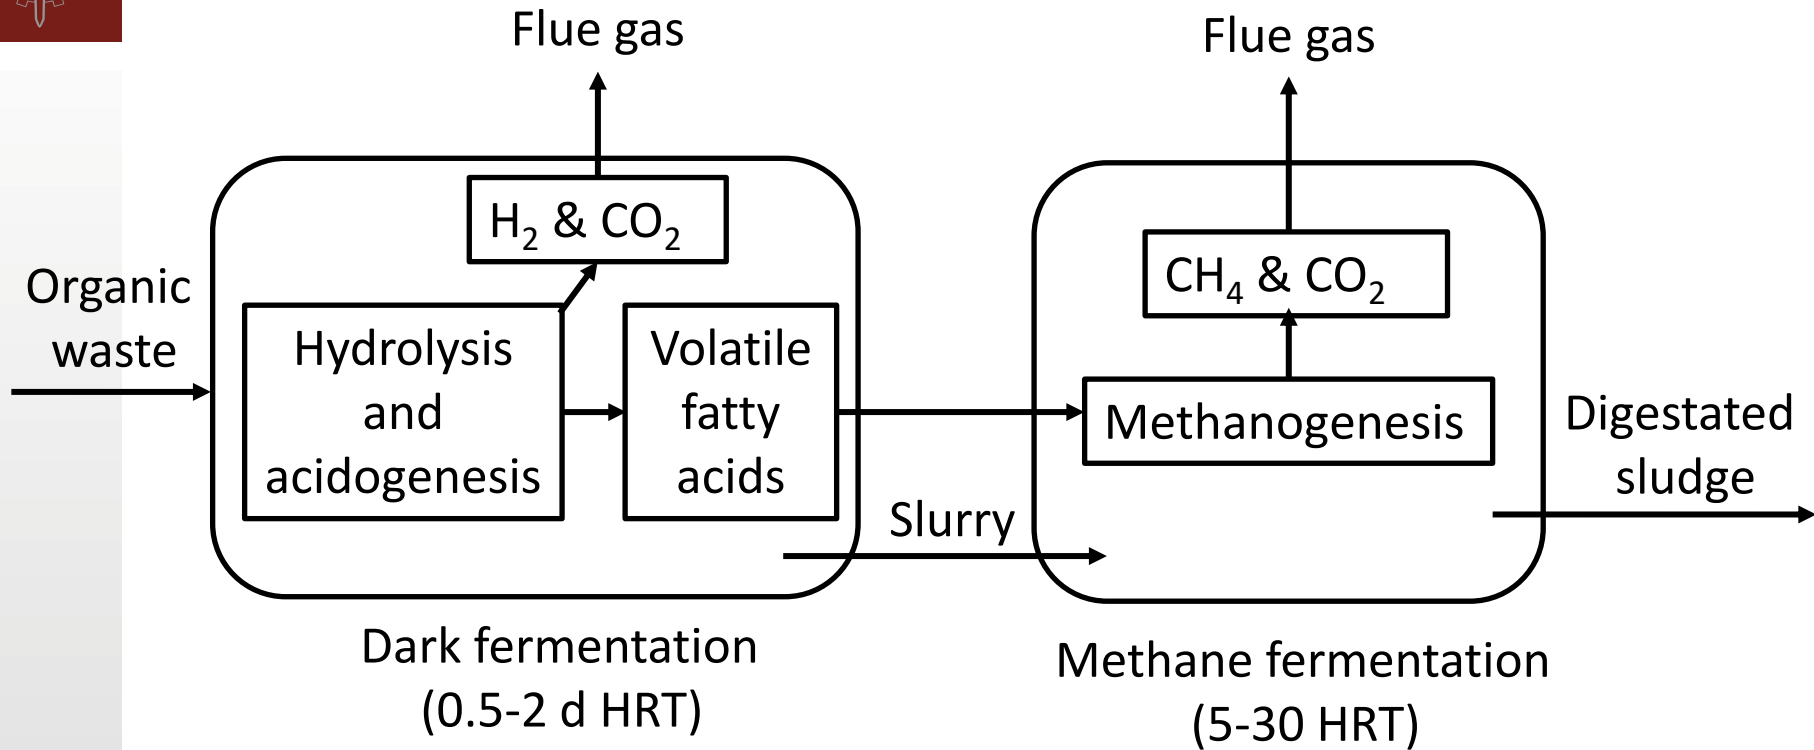 Flue gas
Flue gas
H₂ & CO₂
Organic
waste
Hydrolysis
and
acidogenesis
Volatile
fatty
acids
CH₄ & CO₂
Methanogenesis
Digestated
sludge
Slurry
Dark fermentation
(0.5-2 d HRT)
Methane fermentation
(5-30 HRT)